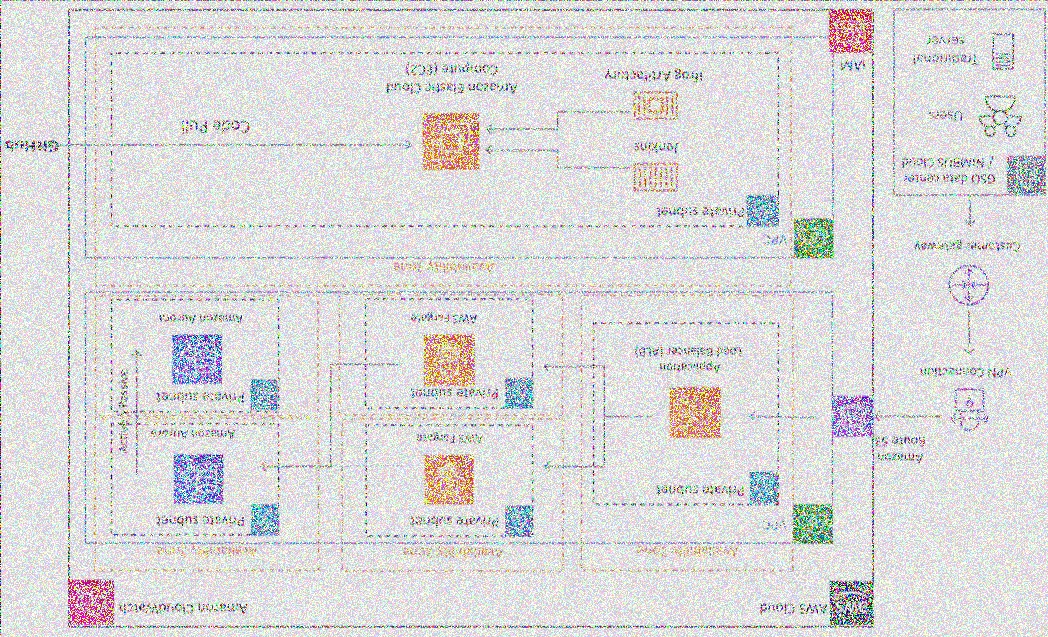 AWS Cloud
Amazon CloudWatch
Availability Zone
Availability Zone
Availability Zone
VPC
Private subnet
Private subnet
Private subnet
Amazon
Route 53
AWS Fargate
Amazon Aurora
VPN Connection
Private subnet
Private subnet
Application
Load Balancer (ALB)
Active / Passive
AWS Fargate
Amazon Aurora
Customer gateway
Availability Zone
VPC
Private subnet
GSO data center
/ NIMBUS Cloud
Jenkins
GitHub
Code Pull
Users
Amazon Elastic Cloud
Compute (EC2)
Jfrog Artifactory
Traditional
server
IAM